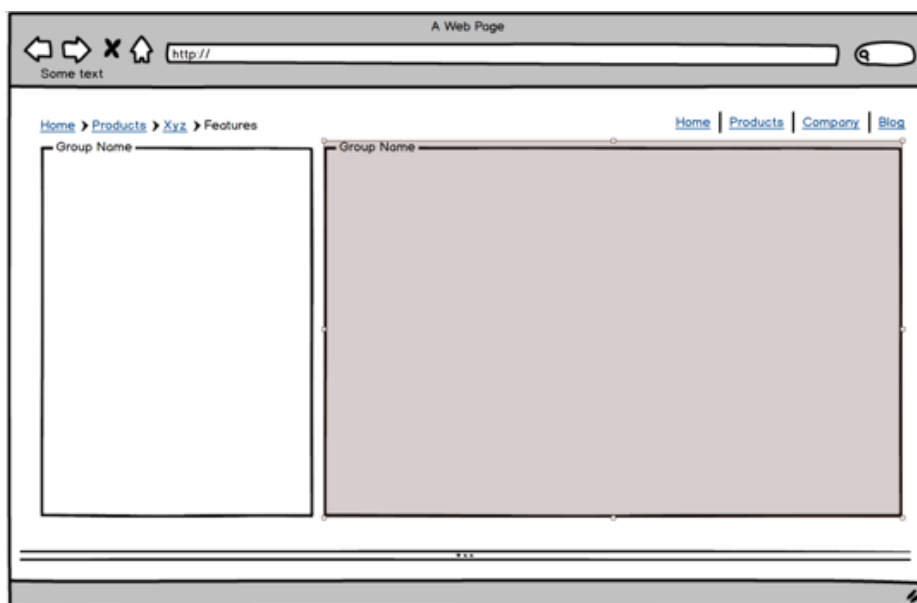 A Web Page
http://
Some text
Home Products Xyz Features
Home Products Company Blog
Group Name
Group Name